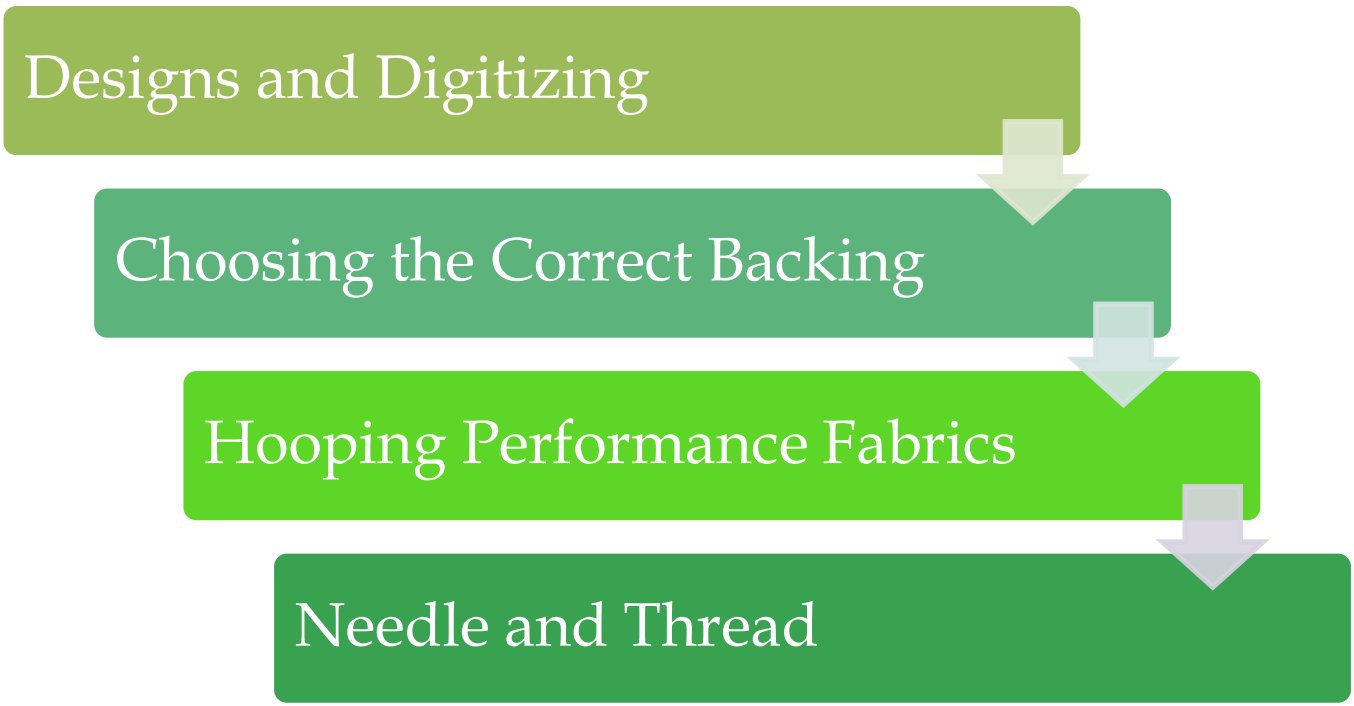 Designs and Digitizing
Choosing the Correct Backing
Hooping Performance Fabrics
Needle and Thread